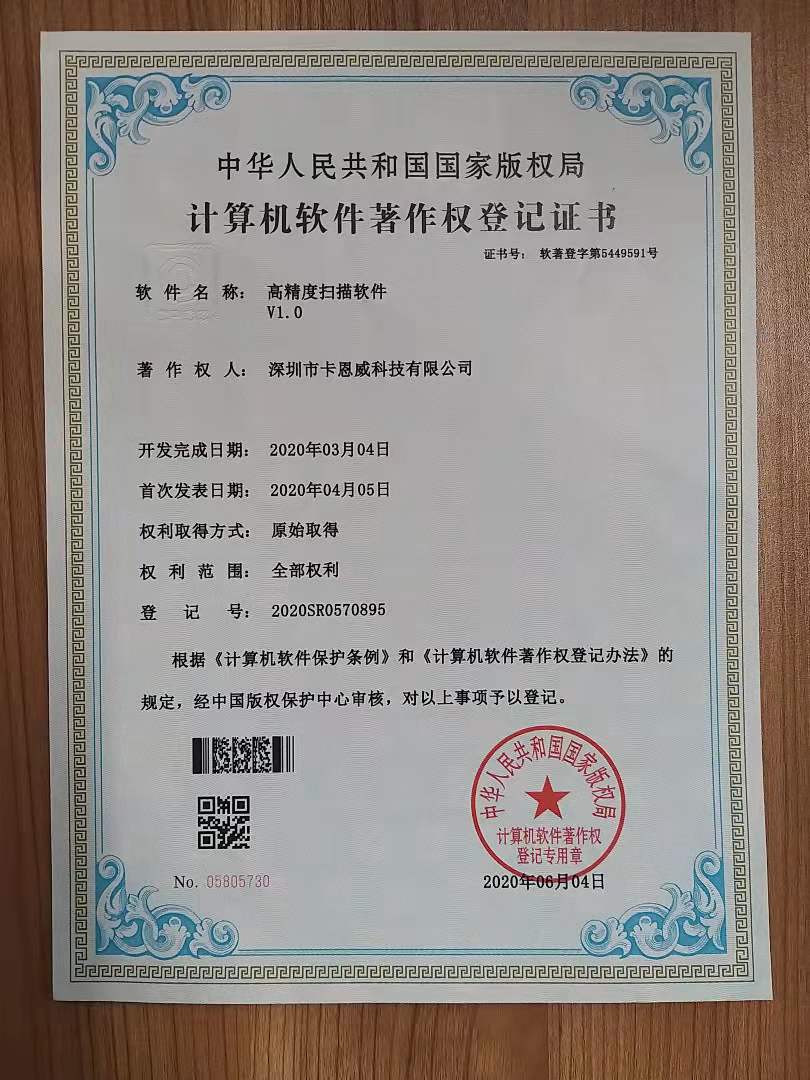 中华人民共和国国家版权局
计算机软件著作权登记证书
证书号： 软著登字第5449591号
软 件 名 称： 高精度扫描软件
V1.0
著 作 权 人： 深圳市卡恩威科技有限公司
开发完成日期： 2020年03月04日
首次发表日期： 2020年04月05日
权利取得方式： 原始取得
权 利 范 围： 全部权利
登 记 号： 2020SR0570895
根据《计算机软件保护条例》和《计算机软件著作权登记办法》的
规定，经中国版权保护中心审核，对以上事项予以登记。
中华人民共和国国家版权局
计算机软件著作权
登记专用章
No. 05805730
2020年06月04日